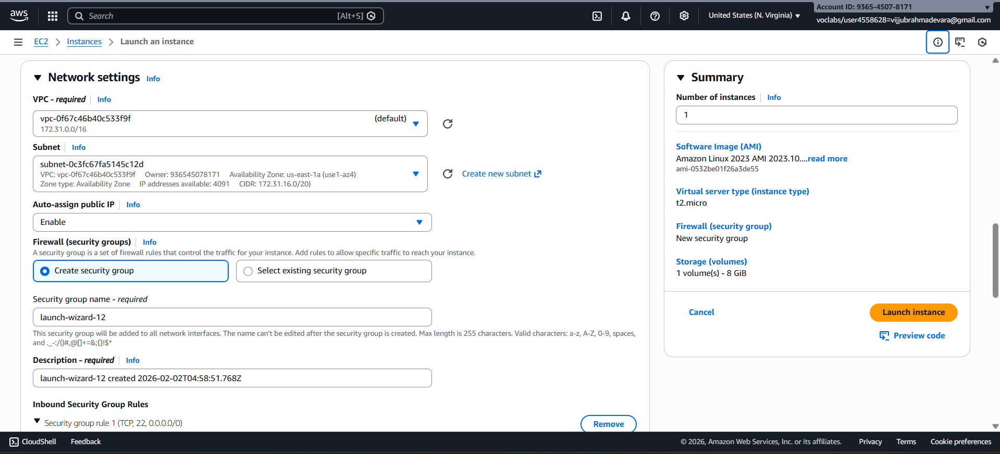 aws
Search [Alt+S]
United States (N. Virginia)
Account ID: 9365-4507-8171
voclabs/user4558628=vijjubrahmadevara@gmail.com
EC2 > Instances > Launch an instance
Network settings Info
VPC - required Info
vpc-0f67c46b40c533f9f (default)
172.31.0.0/16
Subnet Info
subnet-0c3fc67fa5145c12d
VPC: vpc-0f67c46b40c533f9f Owner: 936545078171 Availability Zone: us-east-1a (use1-az4)
Zone type: Availability Zone IP addresses available: 4091 CIDR: 172.31.16.0/20)
Create new subnet
Auto-assign public IP Info
Enable
Firewall (security groups) Info
A security group is a set of firewall rules that control the traffic for your instance. Add rules to allow specific traffic to reach your instance.
Create security group
Select existing security group
Security group name - required
launch-wizard-12
This security group will be added to all network interfaces. The name can't be edited after the security group is created. Max length is 255 characters. Valid characters: a-z, A-Z, 0-9, spaces,
and ._-:/()#,@[]+=&;{}!$*
Description - required Info
launch-wizard-12 created 2026-02-02T04:58:51.768Z
Inbound Security Group Rules
Security group rule 1 (TCP, 22, 0.0.0.0/0)
Remove
Summary
Number of instances Info
1
Software Image (AMI)
Amazon Linux 2023 AMI 2023.10....read more
ami-0532be01f26a3de55
Virtual server type (instance type)
t2.micro
Firewall (security group)
New security group
Storage (volumes)
1 volume(s) - 8 GiB
Cancel
Launch instance
Preview code
CloudShell Feedback
© 2026, Amazon Web Services, Inc. or its affiliates. Privacy Terms Cookie preferences